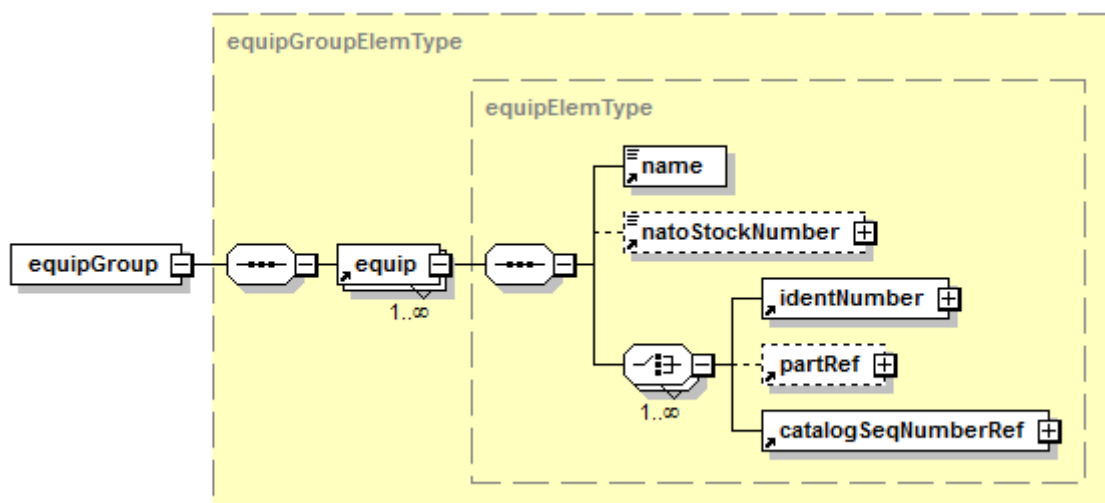 equipGroupElemType
equipElemType
name
natoStockNumber
equipGroup
equip
1..∞
identNumber
partRef
1..∞
catalogSeqNumberRef